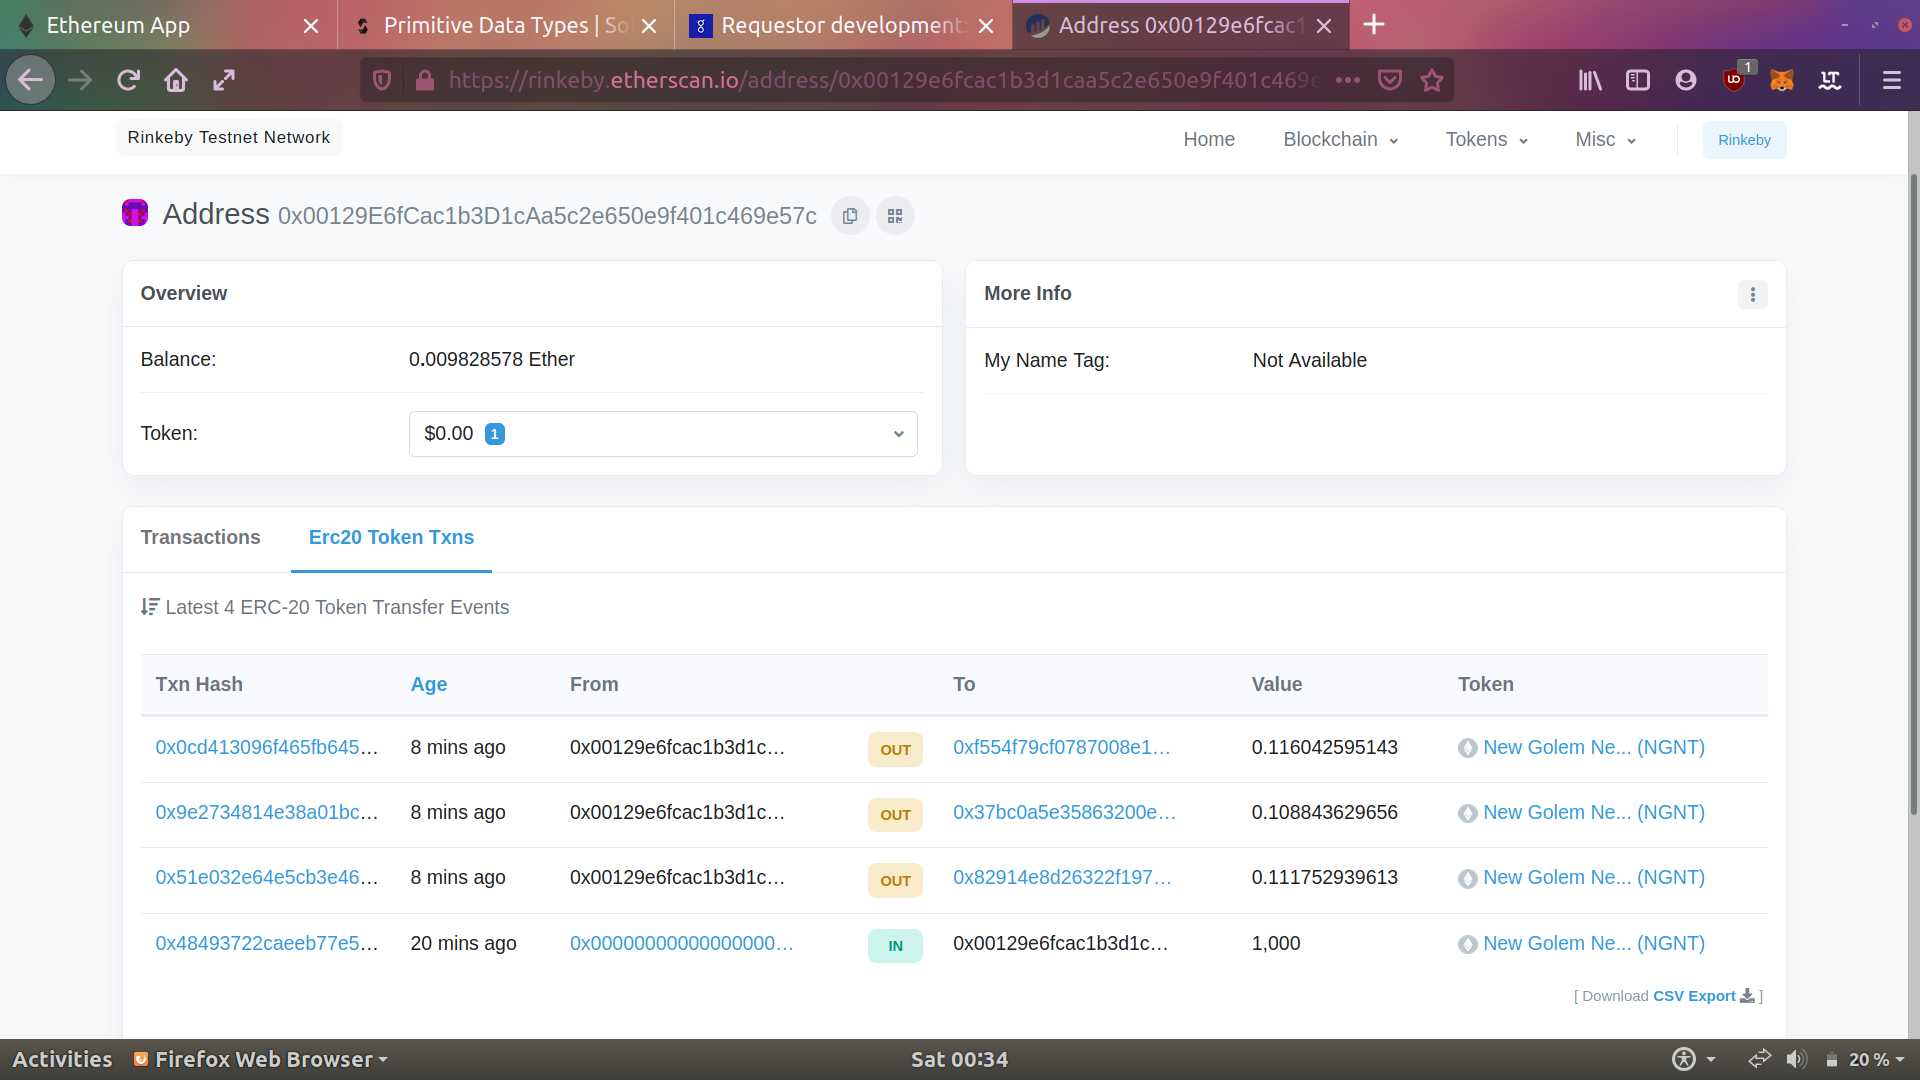 Ethereum App
Primitive Data Types | So
Requestor development:
Address 0x00129e6fcac1
https://rinkeby.etherscan.io/address/0x00129e6fcac1b3d1caa5c2e650e9f401c469e
1
Rinkeby Testnet Network
Home
Blockchain
Tokens
Misc
Rinkeby
Address 0x00129E6fCac1b3D1cAa5c2e650e9f401c469e57c
Overview
Balance: 0.009828578 Ether
Token: $0.00 1
More Info
My Name Tag: Not Available
Transactions
Erc20 Token Txns
Latest 4 ERC-20 Token Transfer Events
Txn Hash Age From To Value Token
0x0cd413096f465fb645... 8 mins ago 0x00129e6fcac1b3d1c... OUT 0xf554f79cf0787008e1... 0.116042595143 New Golem Ne... (NGNT)
0x9e2734814e38a01bc... 8 mins ago 0x00129e6fcac1b3d1c... OUT 0x37bc0a5e35863200e... 0.108843629656 New Golem Ne... (NGNT)
0x51e032e64e5cb3e46... 8 mins ago 0x00129e6fcac1b3d1c... OUT 0x82914e8d26322f197... 0.111752939613 New Golem Ne... (NGNT)
0x48493722caeeb77e5... 20 mins ago 0x00000000000000000... IN 0x00129e6fcac1b3d1c... 1,000 New Golem Ne... (NGNT)
[ Download CSV Export ]
Activities
Firefox Web Browser
Sat 00:34
20 %